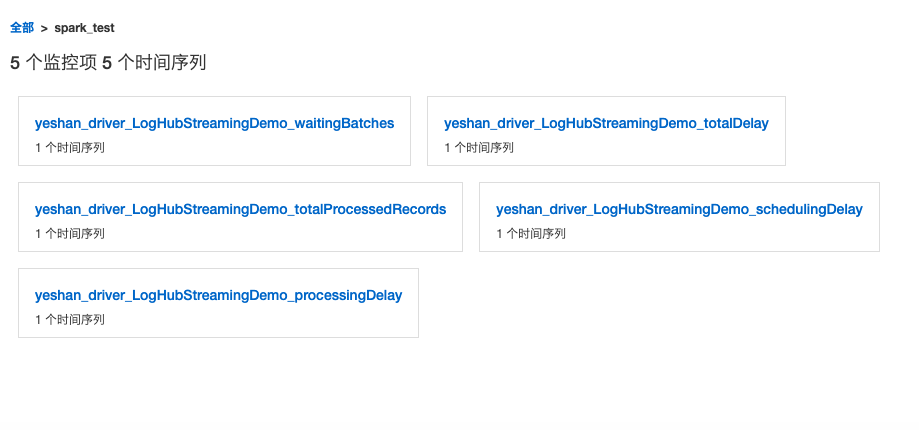 全部 > spark_test
5 个监控项 5 个时间序列
yeshan_driver_LogHubStreamingDemo_waitingBatches
1 个时间序列
yeshan_driver_LogHubStreamingDemo_totalDelay
1 个时间序列
yeshan_driver_LogHubStreamingDemo_totalProcessedRecords
1 个时间序列
yeshan_driver_LogHubStreamingDemo_schedulingDelay
1 个时间序列
yeshan_driver_LogHubStreamingDemo_processingDelay
1 个时间序列